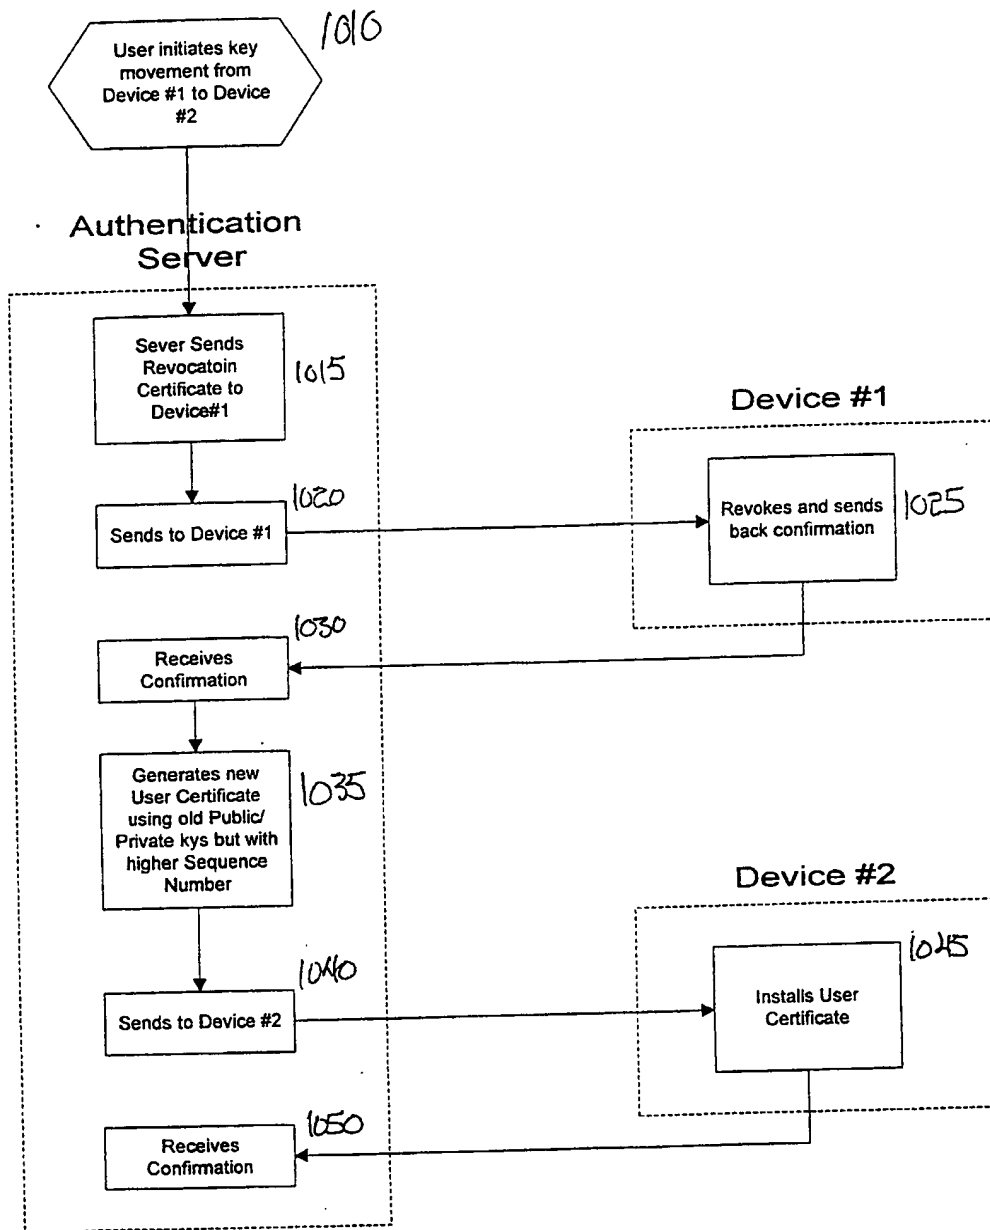 User initiates key
movement from
Device #1 to Device
#2
1010
Authentication
Server
Sever Sends
Revocatoin
Certificate to
Device#1
1015
Device #1
1020
Sends to Device #1
Revokes and sends
back confirmation
1025
1030
Receives
Confirmation
Generates new
User Certificate
using old Public/
Private kys but with
higher Sequence
Number
1035
Device #2
1040
Sends to Device #2
Installs User
Certificate
1045
1050
Receives
Confirmation